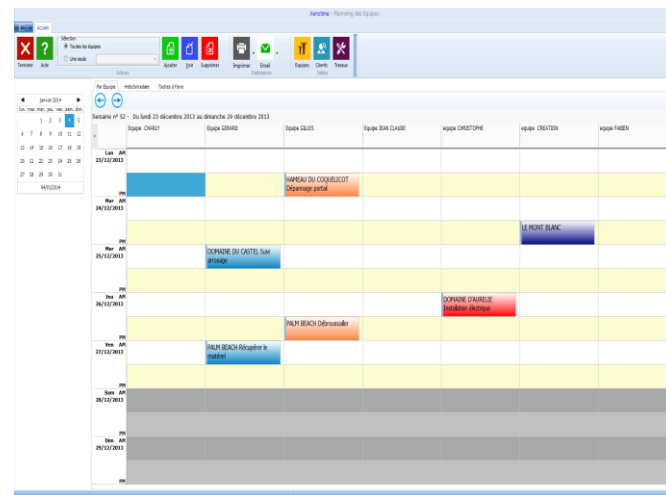 Xenotime - Planning des Equipes
Accueil
Sélection
Toutes les équipes
Une seule
Terminer Aide Ajouter Voir Supprimer Imprimer Email Equipes Clients Travaux
Actions Traitements Tables
Par Equipe Hebdomadaire Taches à Faire
janvier 2014
lun. mar. mer. jeu. ven. sam. dim.
1 2 3 4 5
6 7 8 9 10 11 12
13 14 15 16 17 18 19
20 21 22 23 24 25 26
27 28 29 30 31
04/01/2014
Semaine n° 52 - Du lundi 23 décembre 2013 au dimanche 29 décembre 2013
Equipe CHARLY Equipe GERARD Equipe GILLES Equipe JEAN CLAUDE equipe CHRISTOPHE equipe CREATION equipe FABIEN
Lun AM
23/12/2013
HAMEAU DU COQUELICOT
Dépannage portail
PM
Mar AM
24/12/2013
LE MONT BLANC
PM
Mer AM
25/12/2013
DOMAINE DU CASTEL Suivi
arrosage
PM
Jeu AM
26/12/2013
DOMAINE D'AURELIE
Installation électrique
PALM BEACH Débroussailler
PM
Ven AM
27/12/2013
PALM BEACH Récupérer le
matériel
PM
Sam AM
28/12/2013
PM
Dim AM
29/12/2013
PM